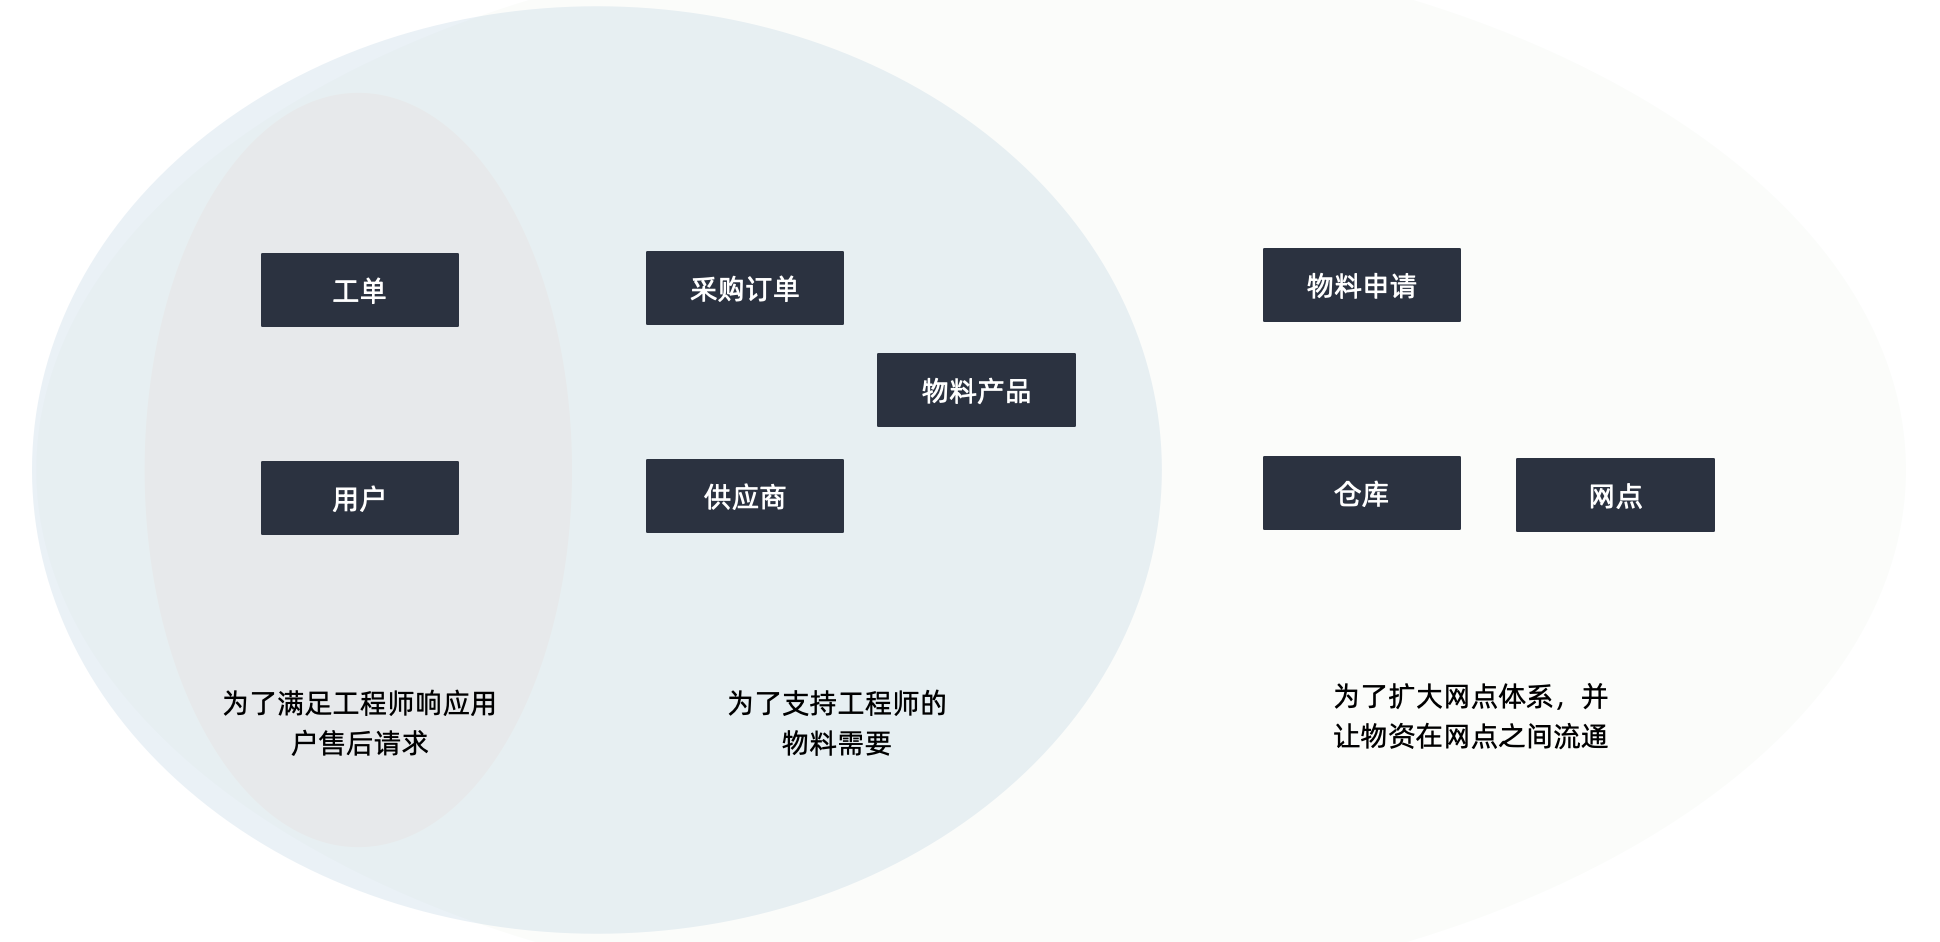 工单
采购订单
物料申请
物料产品
用户
供应商
仓库
网点
为了满足工程师响应用
户售后请求
为了支持工程师的
物料需要
为了扩大网点体系，并
让物资在网点之间流通